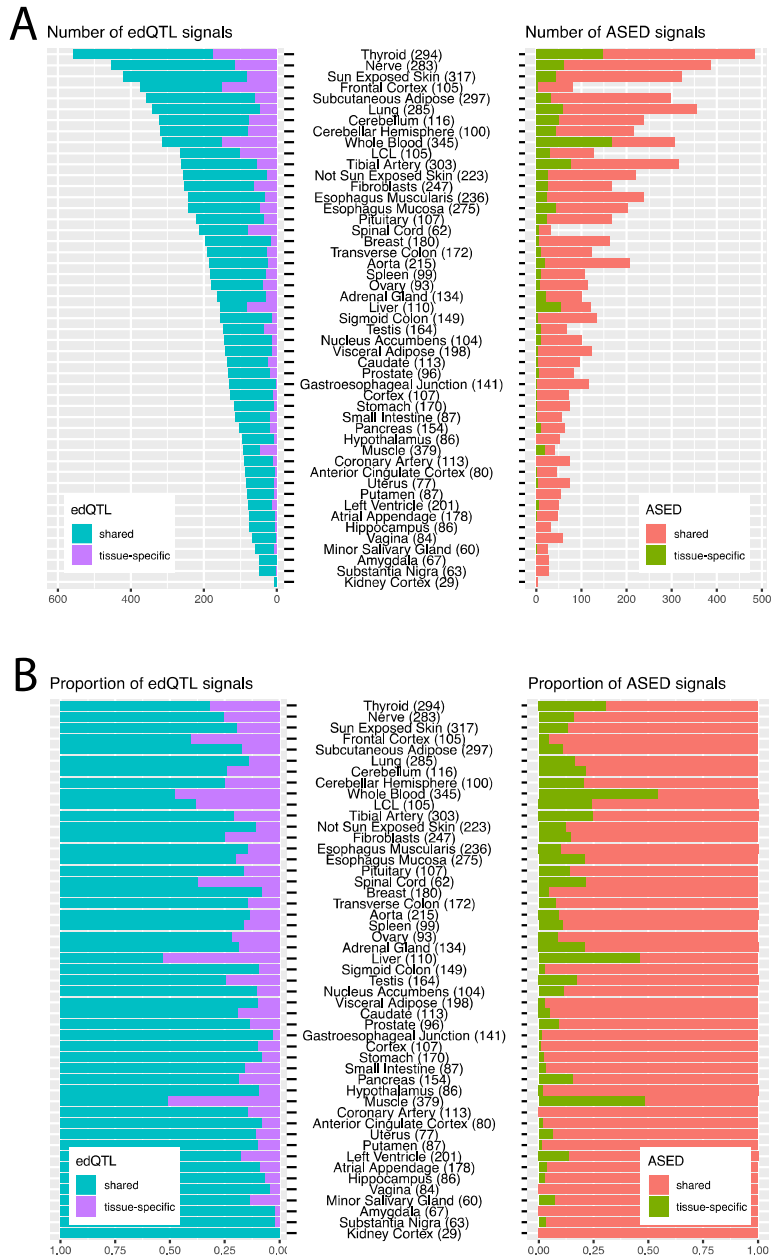 A
Number of edQTL signals
Number of ASED signals
Thyroid (294)
Nerve (283)
Sun Exposed Skin (317)
Frontal Cortex (105)
Subcutaneous Adipose (297)
Lung (285)
Cerebellum (116)
Cerebellar Hemisphere (100)
Whole Blood (345)
LCL (105)
Tibial Artery (303)
Not Sun Exposed Skin (223)
Fibroblasts (247)
Esophagus Muscularis (236)
Esophagus Mucosa (275)
Pituitary (107)
Spinal Cord (62)
Breast (180)
Transverse Colon (172)
Aorta (215)
Spleen (99)
Ovary (93)
Adrenal Gland (134)
Liver (110)
Sigmoid Colon (149)
Testis (164)
Nucleus Accumbens (104)
Visceral Adipose (198)
Caudate (113)
Prostate (96)
Gastroesophageal Junction (141)
Cortex (107)
Stomach (170)
Small Intestine (87)
Pancreas (154)
Hypothalamus (86)
Muscle (379)
Coronary Artery (113)
Anterior Cingulate Cortex (80)
Uterus (77)
Putamen (87)
Left Ventricle (201)
Atrial Appendage (178)
Hippocampus (86)
Vagina (84)
Minor Salivary Gland (60)
Amygdala (67)
Substantia Nigra (63)
Kidney Cortex (29)
edQTL
shared
tissue-specific
ASED
shared
tissue-specific
600 400 200 0
0 100 200 300 400 500
B
Proportion of edQTL signals
Proportion of ASED signals
Thyroid (294)
Nerve (283)
Sun Exposed Skin (317)
Frontal Cortex (105)
Subcutaneous Adipose (297)
Lung (285)
Cerebellum (116)
Cerebellar Hemisphere (100)
Whole Blood (345)
LCL (105)
Tibial Artery (303)
Not Sun Exposed Skin (223)
Fibroblasts (247)
Esophagus Muscularis (236)
Esophagus Mucosa (275)
Pituitary (107)
Spinal Cord (62)
Breast (180)
Transverse Colon (172)
Aorta (215)
Spleen (99)
Ovary (93)
Adrenal Gland (134)
Liver (110)
Sigmoid Colon (149)
Testis (164)
Nucleus Accumbens (104)
Visceral Adipose (198)
Caudate (113)
Prostate (96)
Gastroesophageal Junction (141)
Cortex (107)
Stomach (170)
Small Intestine (87)
Pancreas (154)
Hypothalamus (86)
Muscle (379)
Coronary Artery (113)
Anterior Cingulate Cortex (80)
Uterus (77)
Putamen (87)
Left Ventricle (201)
Atrial Appendage (178)
Hippocampus (86)
Vagina (84)
Minor Salivary Gland (60)
Amygdala (67)
Substantia Nigra (63)
Kidney Cortex (29)
edQTL
shared
tissue-specific
ASED
shared
tissue-specific
1,00 0,75 0,50 0,25 0,00
0,00 0,25 0,50 0,75 1,00